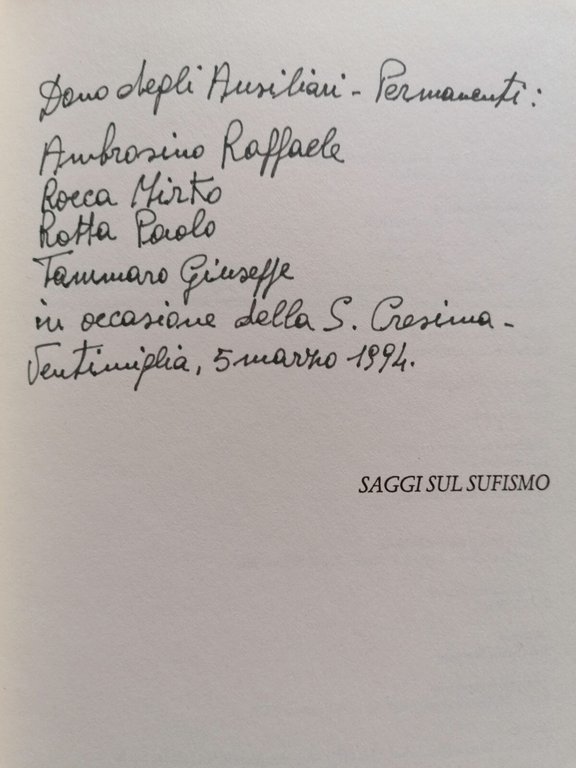 Dono degli Ausiliari - Permanenti:
Ambrosino Raffaele
Rocca Mirko
Rotta Paolo
Tammaro Giuseppe
in occasione della S. Cresima -
Ventimiglia, 5 marzo 1994.
SAGGI SUL SUFISMO